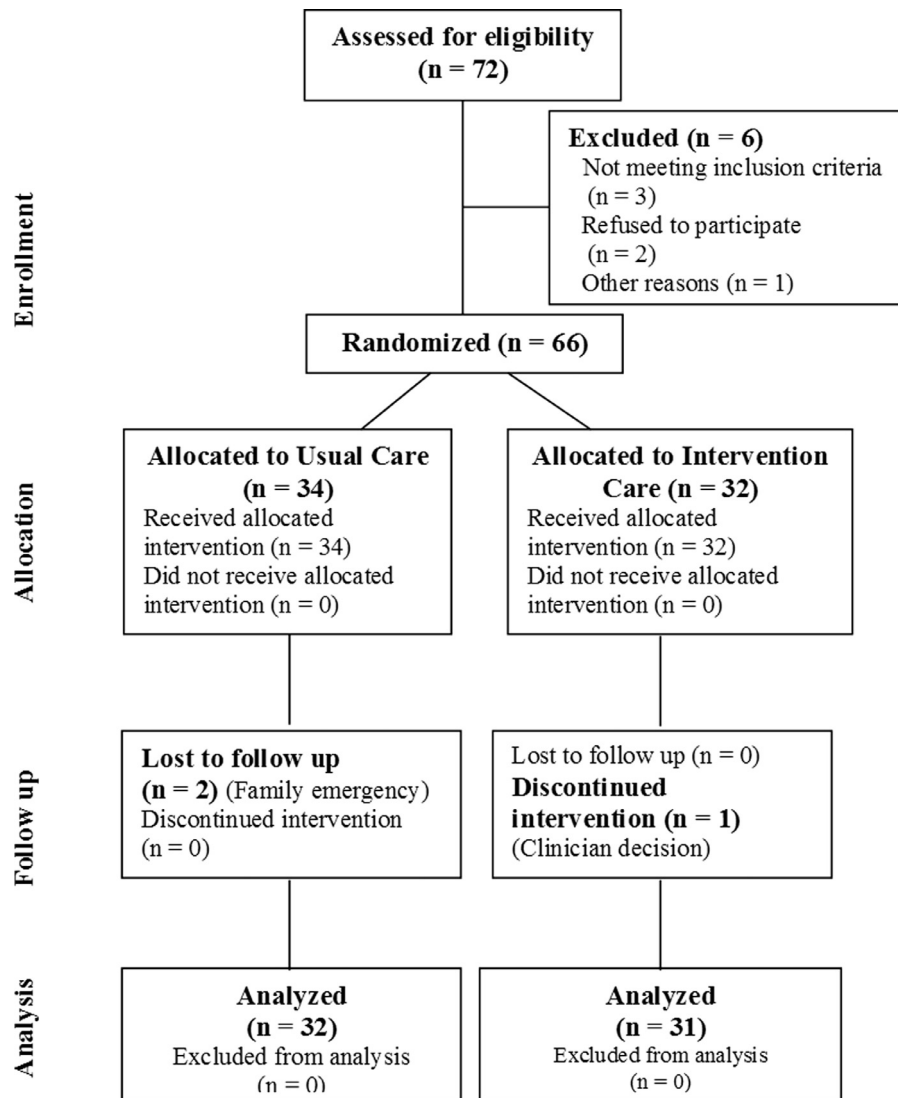 Assessed for eligibility
(n = 72)
Excluded (n = 6)
Not meeting inclusion criteria
(n = 3)
Refused to participate
(n = 2)
Other reasons (n = 1)
Enrollment
Randomized (n = 66)
Allocation
Allocated to Usual Care
(n = 34)
Received allocated
intervention (n = 34)
Did not receive allocated
intervention (n = 0)
Allocated to Intervention
Care (n = 32)
Received allocated
intervention (n = 32)
Did not receive allocated
intervention (n = 0)
Follow up
Lost to follow up
(n = 2) (Family emergency)
Discontinued intervention
(n = 0)
Lost to follow up (n = 0)
Discontinued
intervention (n = 1)
(Clinician decision)
Analysis
Analyzed
(n = 32)
Excluded from analysis
(n = 0)
Analyzed
(n = 31)
Excluded from analysis
(n = 0)